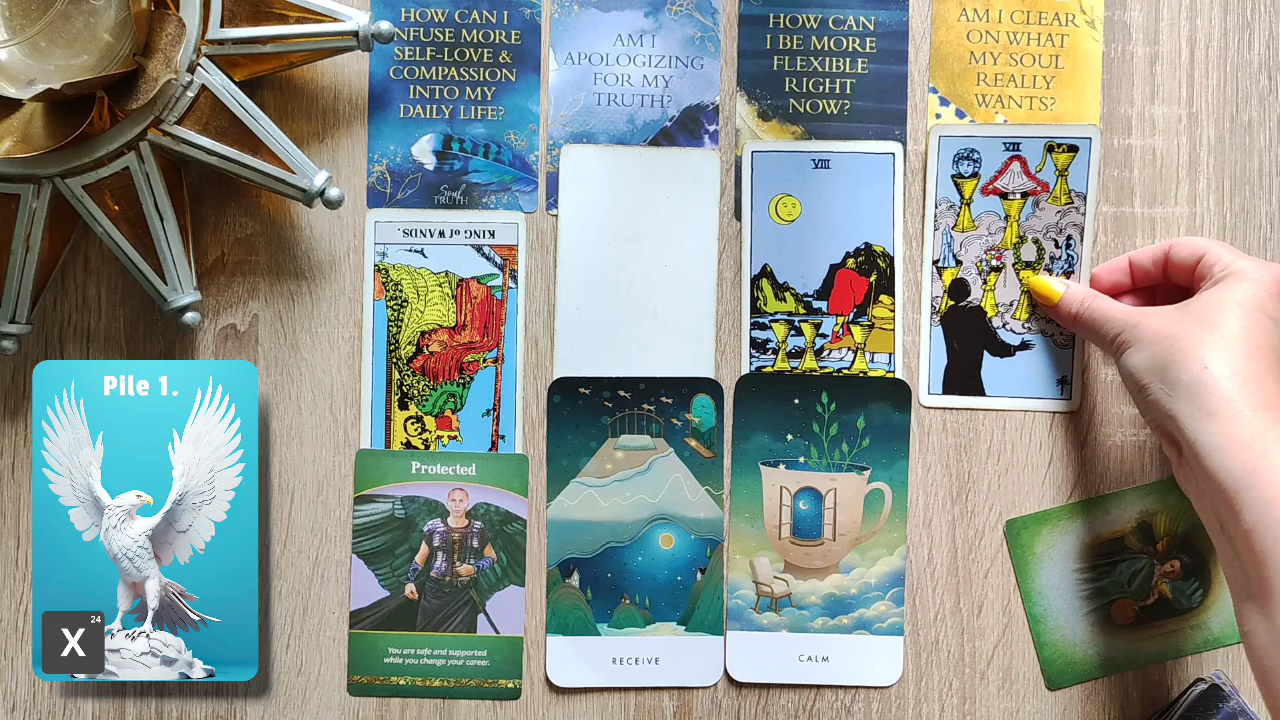 HOW CAN I
NFUSE MORE
SELF-LOVE &
COMPASSION
INTO MY
DAILY LIFE?
Soul
TRUTH
AM I
APOLOGIZING
FOR MY
TRUTH?
HOW CAN
I BE MORE
FLEXIBLE
RIGHT
NOW?
AM I CLEAR
ON WHAT
MY SOUL
REALLY
WANTS?
KING of WANDS.
VIII
VII
Pile 1.
X
24
Protected
You are safe and supported
while you change your career.
RECEIVE
CALM